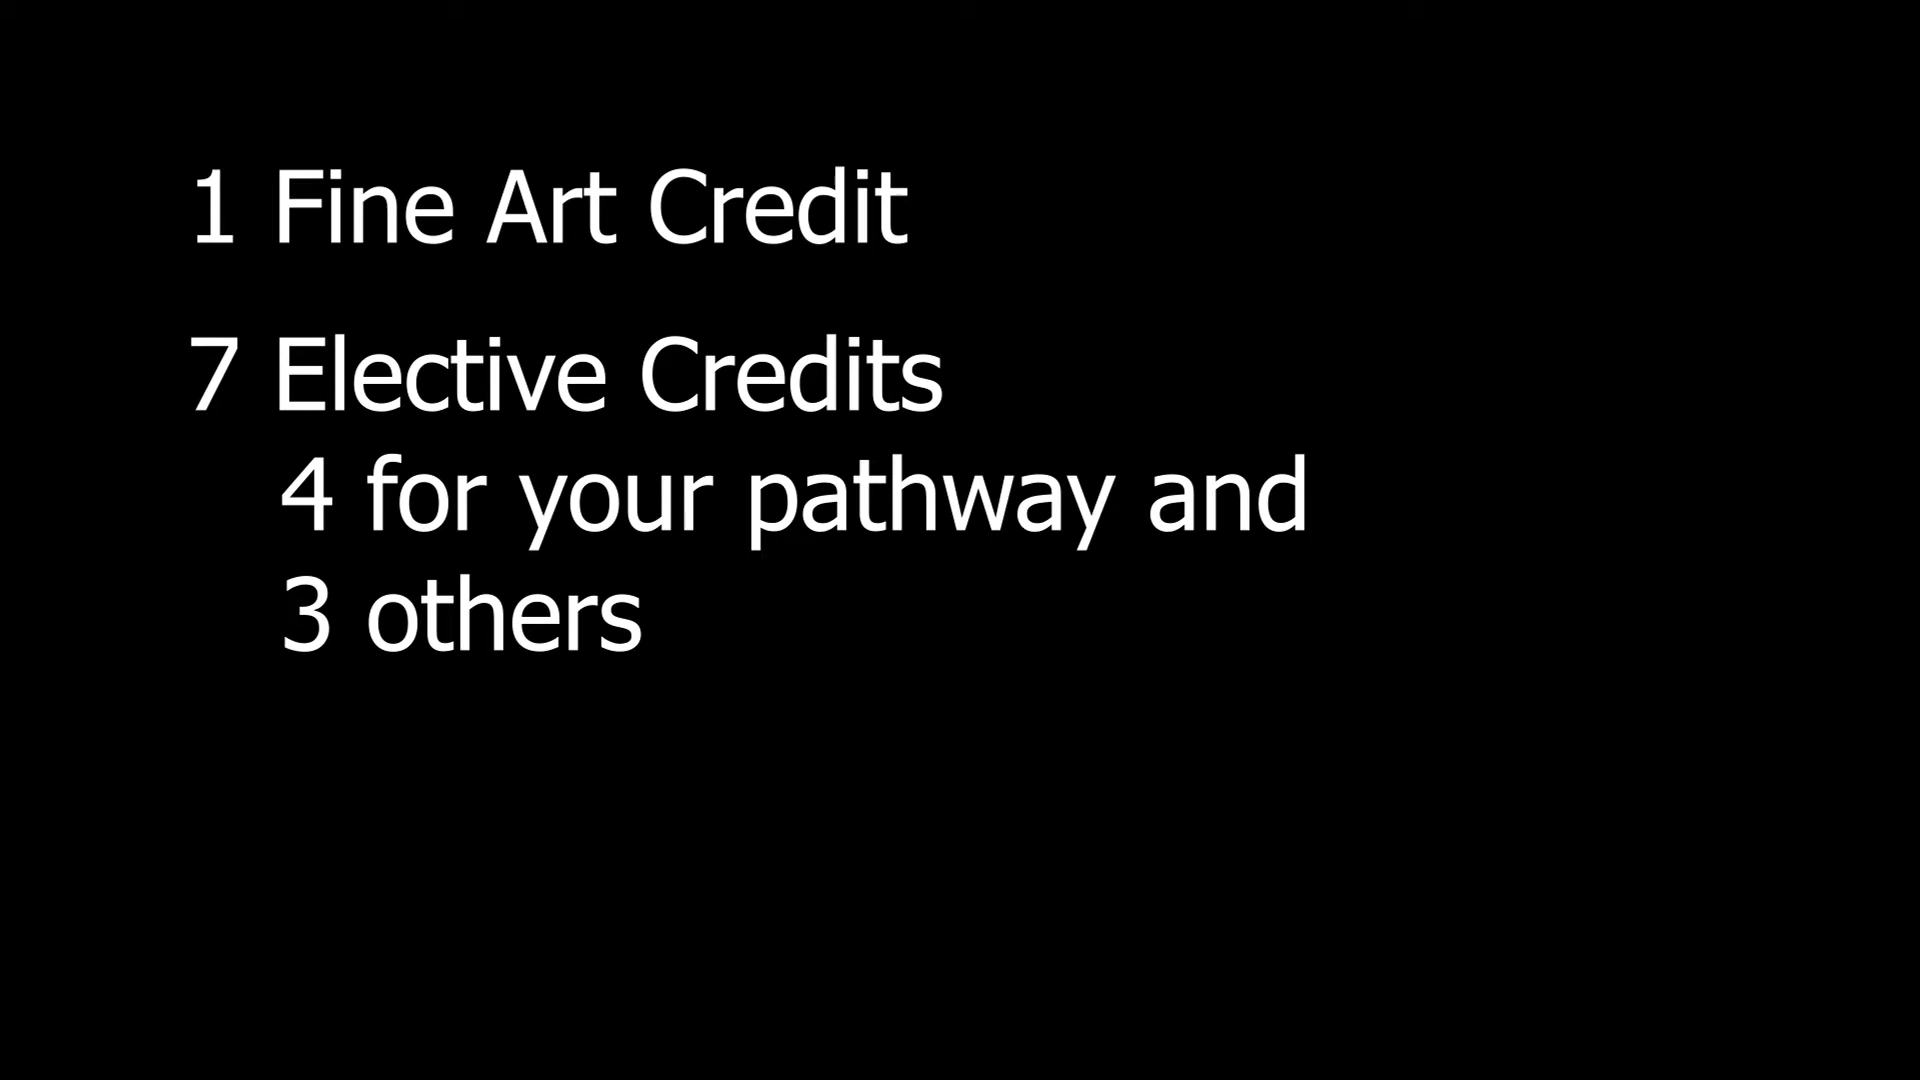 1 Fine Art Credit
7 Elective Credits
4 for your pathway and
3 others